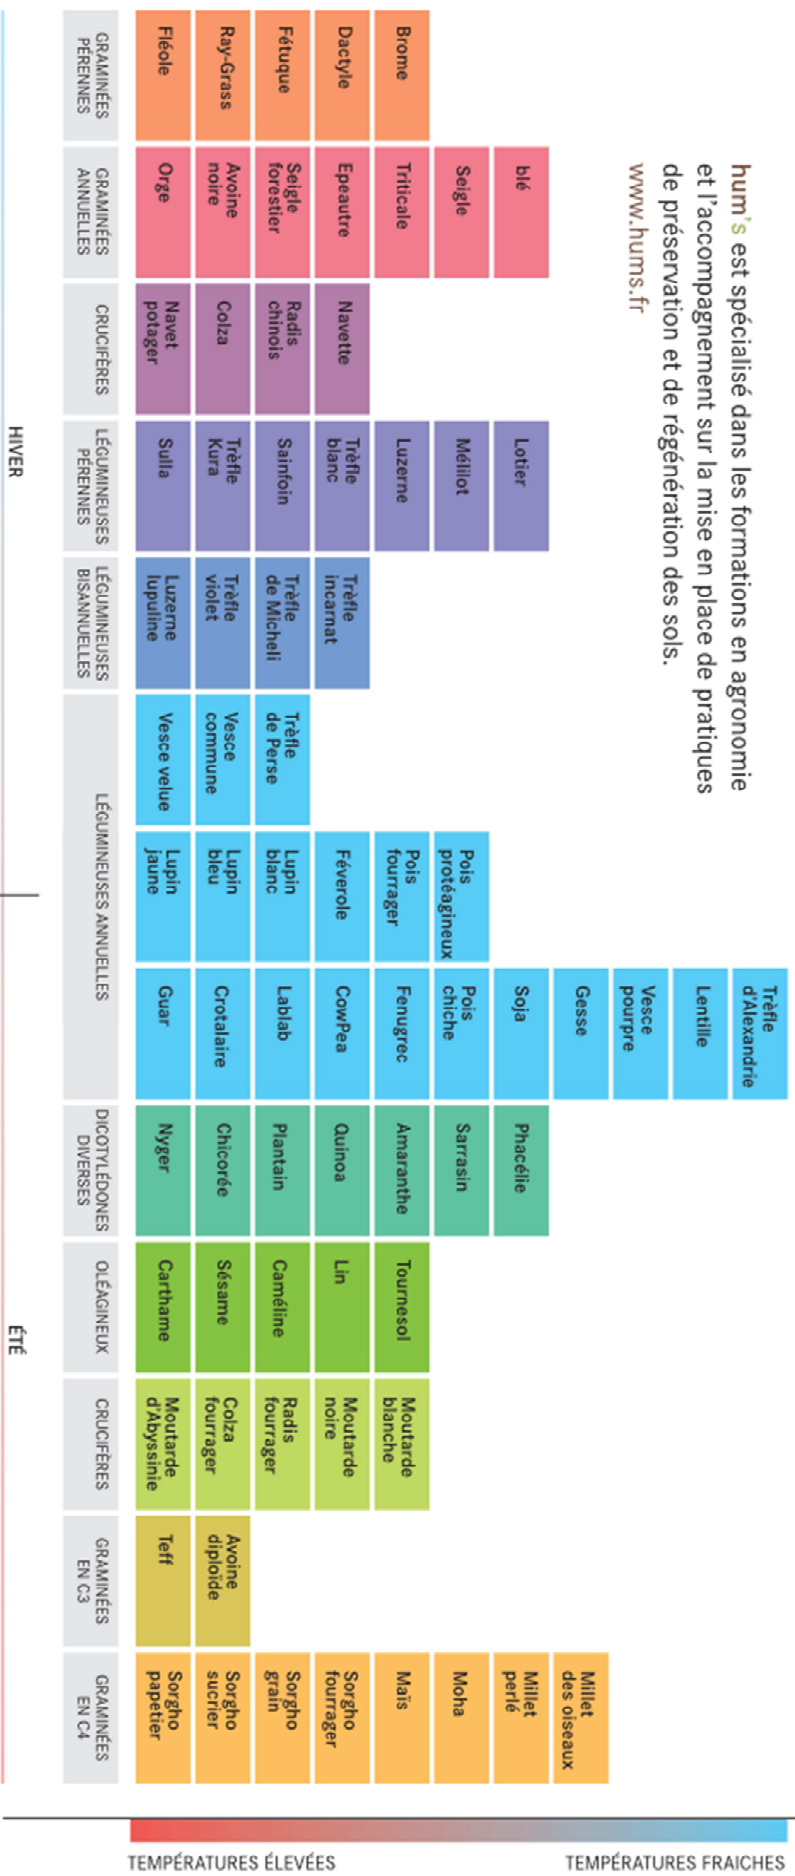 hum's est spécialisé dans les formations en agronomie
et l'accompagnement sur la mise en place de pratiques
de préservation et de régénération des sols.
www.hums.fr
Brome
Dactyle
Fétuque
Ray-Grass
Fléole
GRAMINÉES
PÉRENNES
blé
Seigle
Triticale
Epeautre
Seigle
forestier
Avoine
noire
Orge
GRAMINÉES
ANNUELLES
Navette
Radis
chinois
Colza
Navet
potager
CRUCIFÈRES
Lotier
Mélilot
Luzerne
Trèfle
blanc
Sainfoin
Trèfle
Kura
Sulla
LÉGUMINEUSES
PÉRENNES
Trèfle
incarnat
Trèfle
de Micheli
Trèfle
violet
Luzerne
lupuline
LÉGUMINEUSES
BISANNUELLES
Trèfle
de Perse
Vesce
commune
Vesce velue
Pois
protéagineux
Pois
fourrager
Féverole
Lupin
blanc
Lupin
bleu
Lupin
jaune
Trèfle
d'Alexandrie
Lentille
Vesce
pourpre
Gesse
Soja
Pois
chiche
Fenugrec
CowPea
Lablab
Crotalaire
Guar
LÉGUMINEUSES ANNUELLES
Phacélie
Sarrasin
Amaranthe
Quinoa
Plantain
Chicorée
Nyger
DICOTYLÉDONES
DIVERSES
Tournesol
Lin
Caméline
Sésame
Carthame
OLÉAGINEUX
Moutarde
blanche
Moutarde
noire
Radis
fourrager
Colza
fourrager
Moutarde
d'Abyssinie
CRUCIFÈRES
Avoine
diploïde
Teff
GRAMINÉES
EN C3
Millet
des oiseaux
Millet
perlé
Moha
Maïs
Sorgho
fourrager
Sorgho
grain
Sorgho
sucrier
Sorgho
papetier
GRAMINÉES
EN C4
HIVER
ÉTÉ
TEMPÉRATURES FRAICHES
TEMPÉRATURES ÉLEVÉES